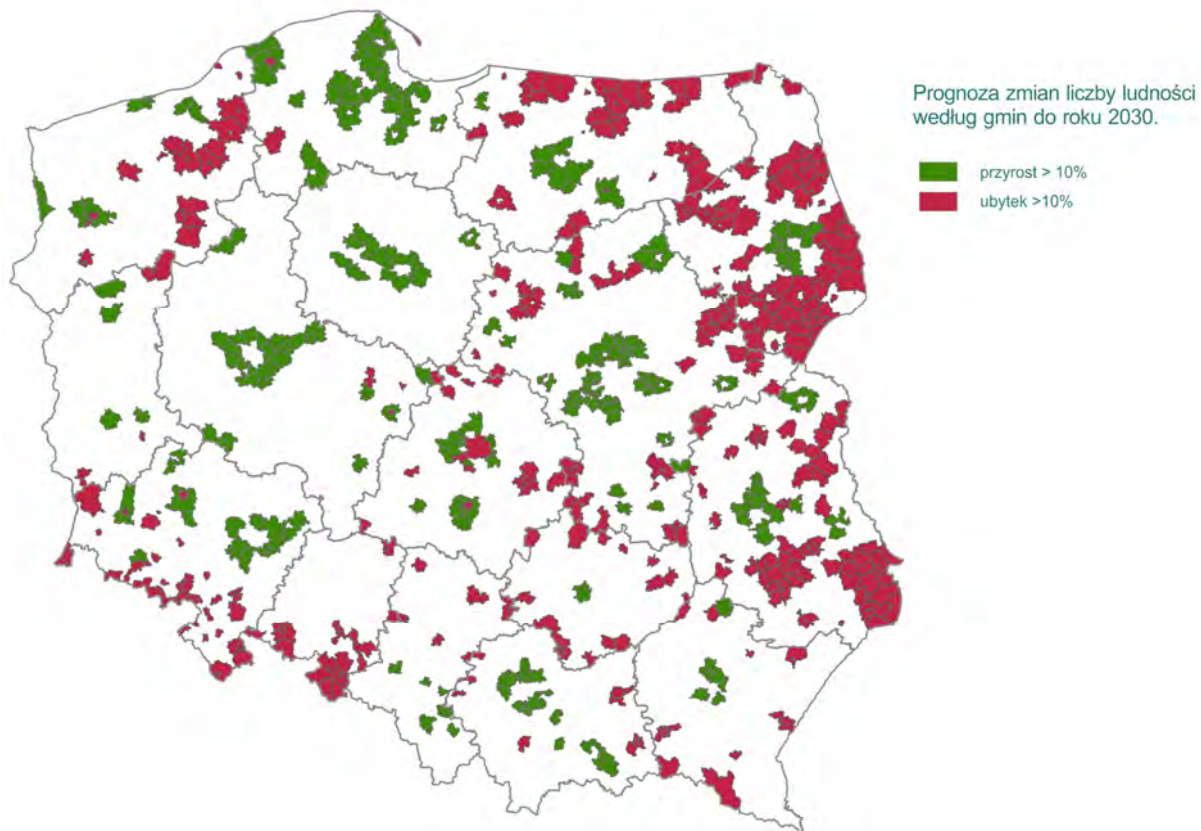 Prognoza zmian liczby ludności
według gmin do roku 2030.
przyrost > 10%
ubytek >10%